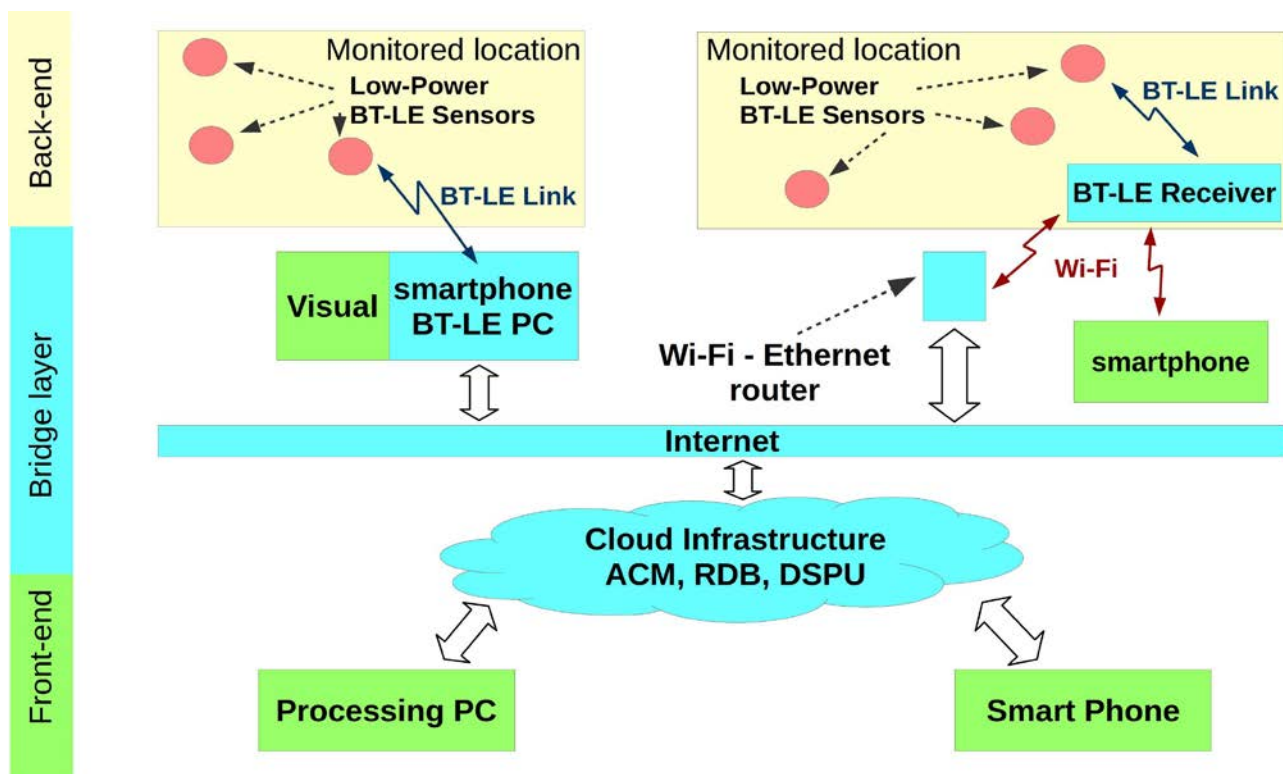 Back-end
Bridge layer
Front-end
Monitored location
Low-Power
BT-LE Sensors
BT-LE Link
Monitored location
Low-Power
BT-LE Sensors
BT-LE Link
BT-LE Receiver
Visual
smartphone
BT-LE PC
Wi-Fi
Wi-Fi - Ethernet
router
smartphone
Internet
Cloud Infrastructure
ACM, RDB, DSPU
Processing PC
Smart Phone